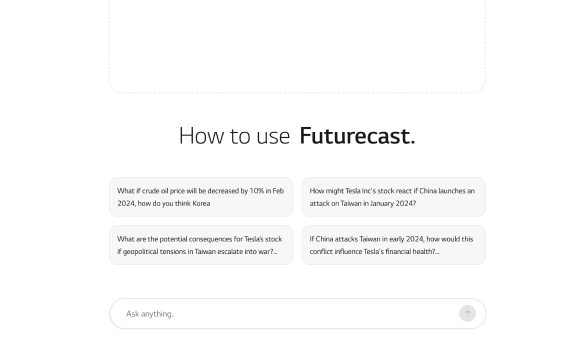 How to use Futurecast.
What if crude oil price will be decreased by 10% in Feb
2024, how do you think Korea
How might Tesla Inc's stock react if China launches an
attack on Taiwan in January 2024?
What are the potential consequences for Tesla's stock
if geopolitical tensions in Taiwan escalate into war?...
If China attacks Taiwan in early 2024, how would this
conflict influence Tesla's financial health?...
Ask anything..